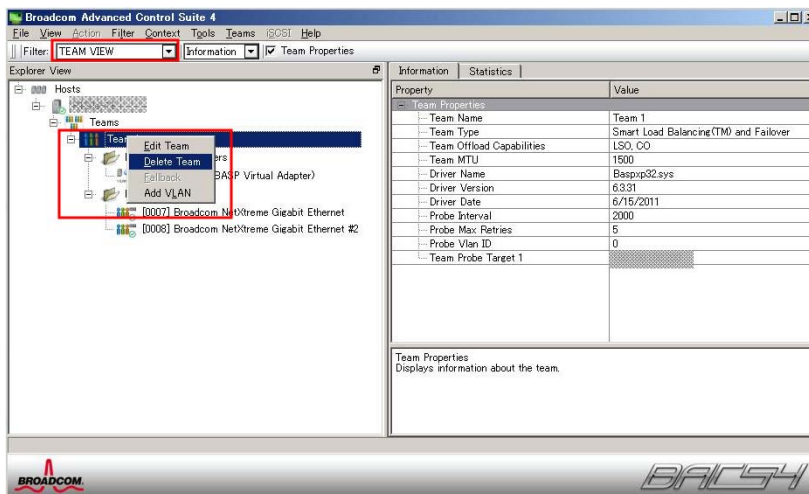 Broadcom Advanced Control Suite 4
File View Action Filter Context Tools Teams iSCSI Help
Filter: TEAM VIEW Information Team Properties
Explorer View
Hosts
Teams
Edit Team
Delete Team
Fallback
Add VLAN
ers
BASP Virtual Adapter)
[0007] Broadcom NetXtreme Gigabit Ethernet
[0008] Broadcom NetXtreme Gigabit Ethernet #2
Information Statistics
Property Value
Team Properties
Team Name Team 1
Team Type Smart Load Balancing(TM) and Failover
Team Offload Capabilities LSO, CO
Team MTU 1500
Driver Name Baspxp32.sys
Driver Version 6.3.31
Driver Date 6/15/2011
Probe Interval 2000
Probe Max Retries 5
Probe Vlan ID 0
Team Probe Target 1
Team Properties
Displays information about the team.
BROADCOM.
BACS4